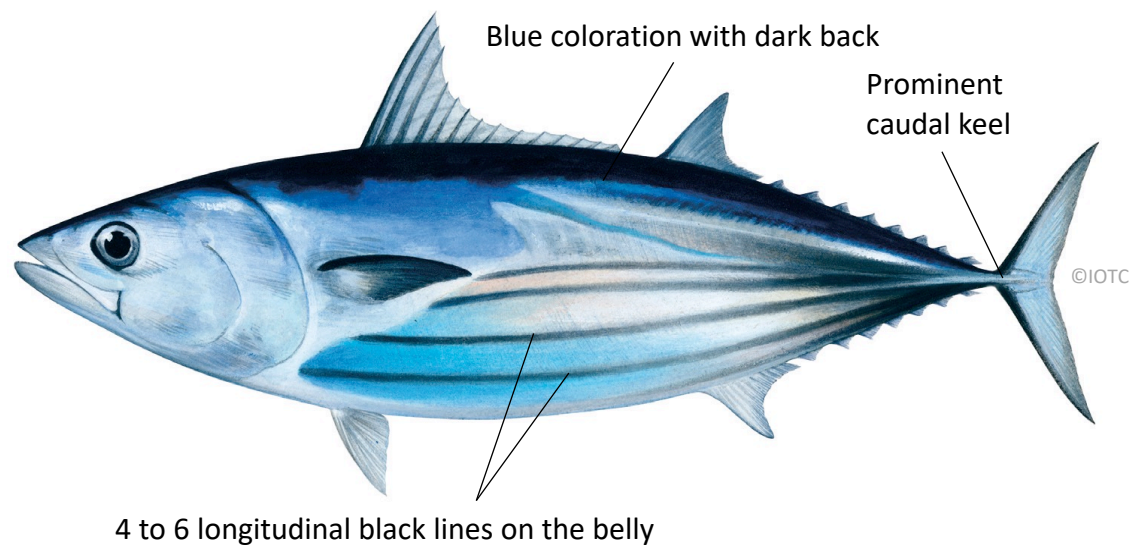 Blue coloration with dark back
Prominent
caudal keel
©IOTC
4 to 6 longitudinal black lines on the belly